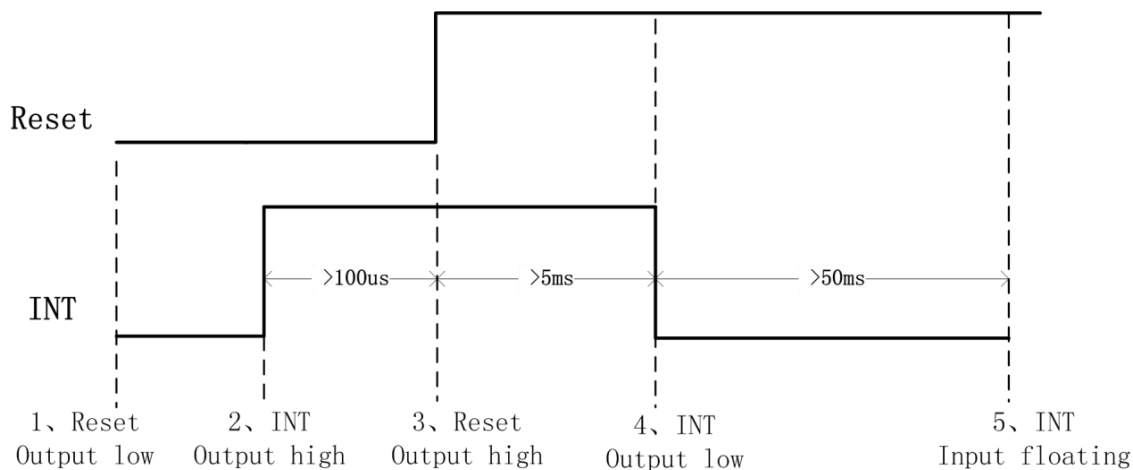 Reset
>100us
>5ms
>50ms
INT
1、Reset
Output low
2、INT
Output high
3、Reset
Output high
4、INT
Output low
5、INT
Input floating